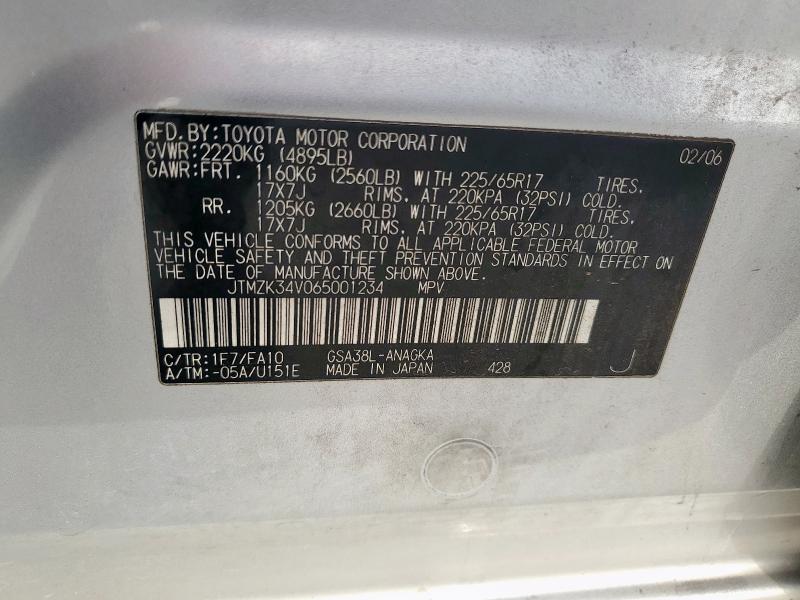 MFD. BY: TOYOTA MOTOR CORPORATION 02/06
GVWR: 2220KG (4895LB)
GAWR: FRT. 1160KG (2560LB) WITH 225/65R17 TIRES,
17X7J RIMS, AT 220KPA (32PSI) COLD.
RR. 1205KG (2660LB) WITH 225/65R17 TIRES,
17X7J RIMS, AT 220KPA (32PSI) COLD.
THIS VEHICLE CONFORMS TO ALL APPLICABLE FEDERAL MOTOR
VEHICLE SAFETY AND THEFT PREVENTION STANDARDS IN EFFECT ON
THE DATE OF MANUFACTURE SHOWN ABOVE.
JTMZK34V065001234 MPV
C/TR: 1F7/FA10 GSA38L-ANAGKA
A/TM: -05A/U151E MADE IN JAPAN 428 J